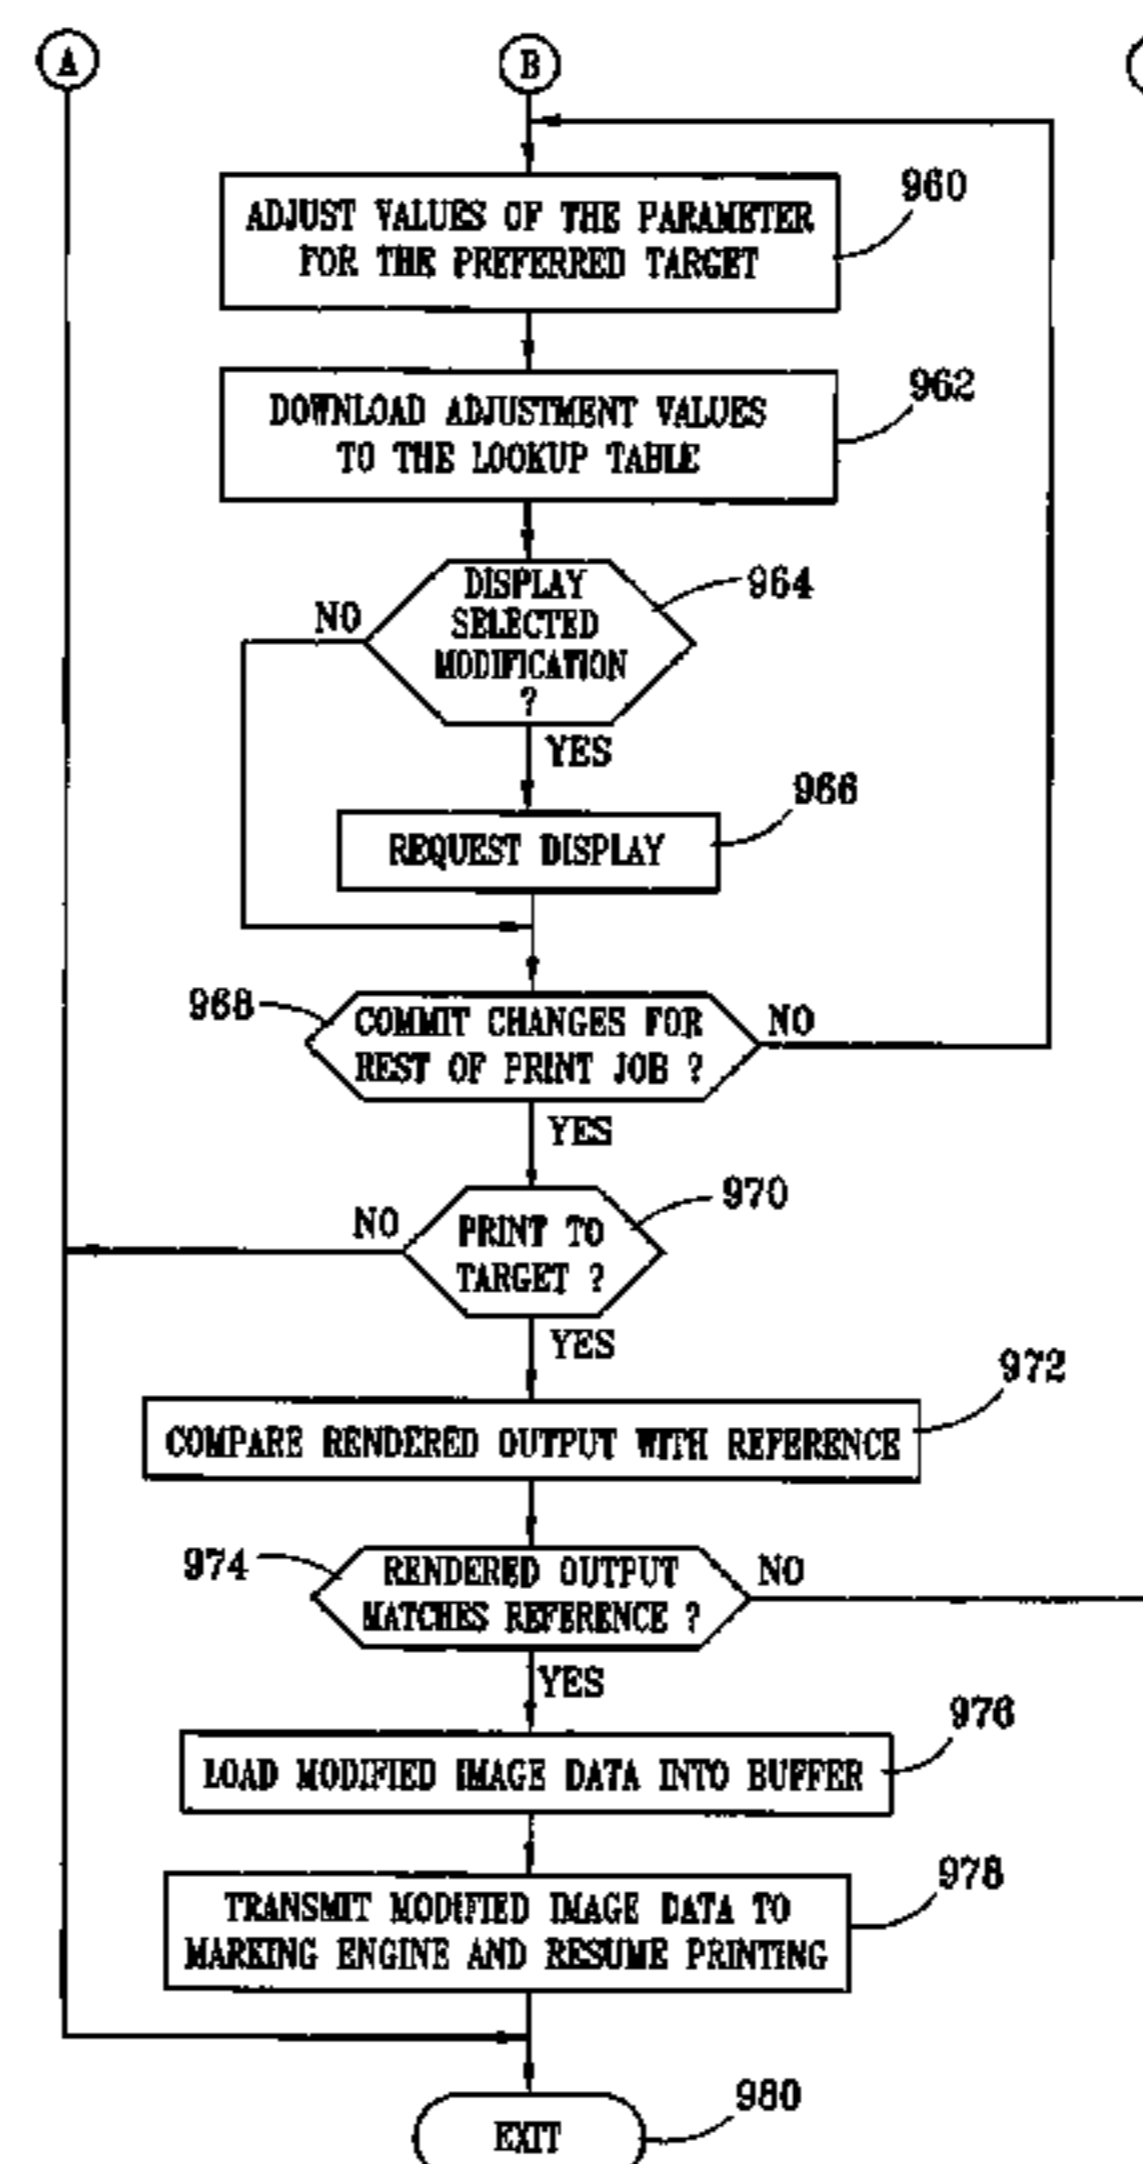 A
B
960
ADJUST VALUES OF THE PARAMETER
FOR THE PREFERRED TARGET
962
DOWNLOAD ADJUSTMENT VALUES
TO THE LOOKUP TABLE
964
DISPLAY
SELECTED
MODIFICATION
?
NO
YES
966
REQUEST DISPLAY
968
COMMIT CHANGES FOR
REST OF PRINT JOB ?
NO
YES
970
PRINT TO
TARGET ?
NO
YES
972
COMPARE RENDERED OUTPUT WITH REFERENCE
974
RENDERED OUTPUT
MATCHES REFERENCE ?
NO
YES
976
LOAD MODIFIED IMAGE DATA INTO BUFFER
978
TRANSMIT MODIFIED IMAGE DATA TO
MARKING ENGINE AND RESUME PRINTING
980
EXIT